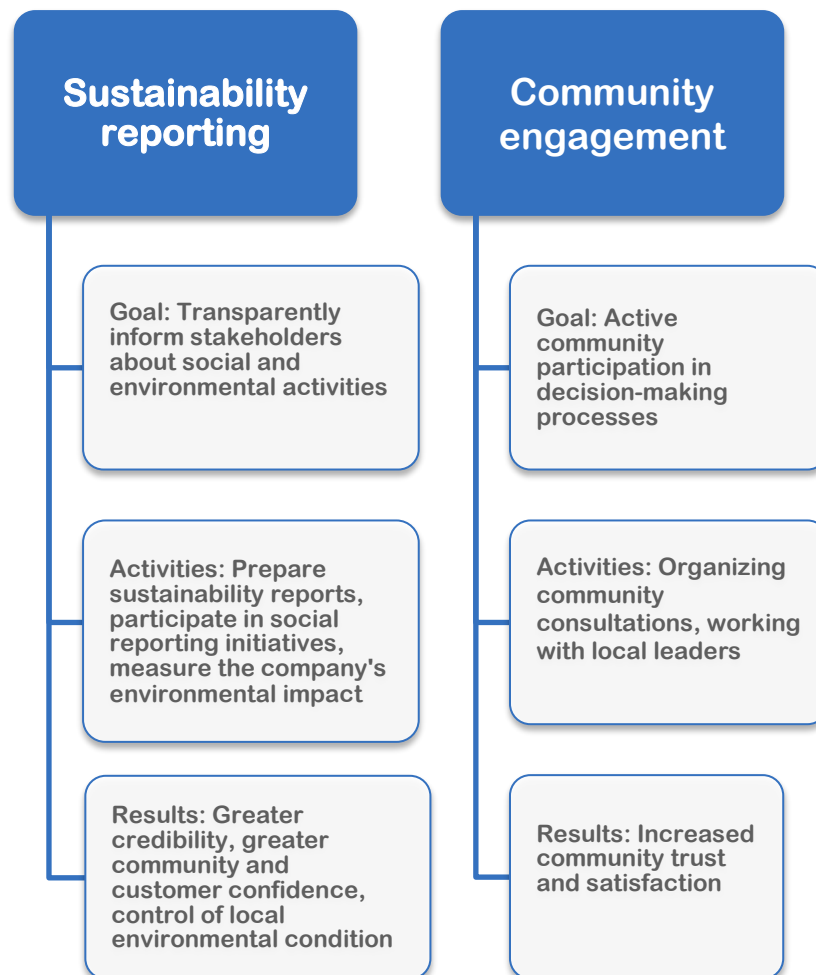 Sustainability
reporting
Goal: Transparently
inform stakeholders
about social and
environmental activities
Activities: Prepare
sustainability reports,
participate in social
reporting initiatives,
measure the company's
environmental impact
Results: Greater
credibility, greater
community and
customer confidence,
control of local
environmental condition
Community
engagement
Goal: Active
community
participation in
decision-making
processes
Activities: Organizing
community
consultations, working
with local leaders
Results: Increased
community trust
and satisfaction